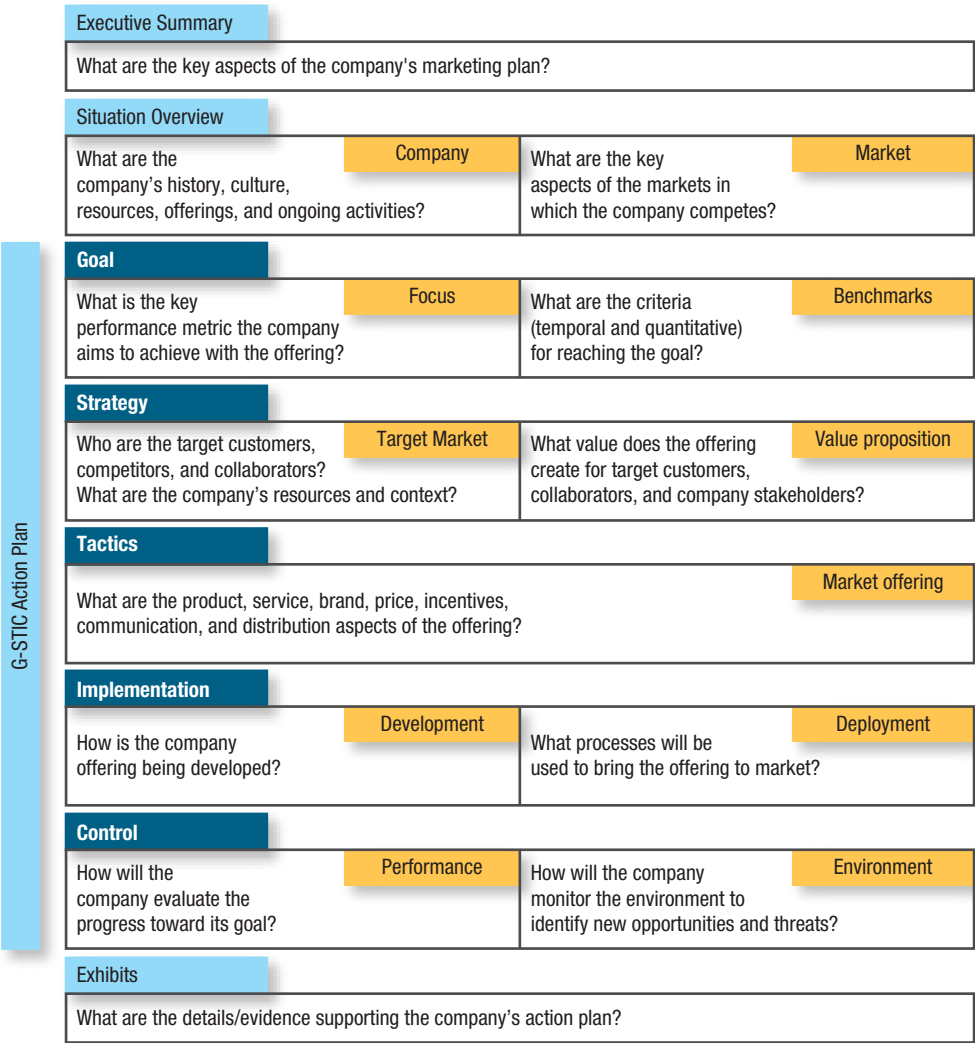 Executive Summary
What are the key aspects of the company's marketing plan?
Situation Overview
Company
What are the
company’s history, culture,
resources, offerings, and ongoing activities?
Market
What are the key
aspects of the markets in
which the company competes?
G-STIC Action Plan
Goal
Focus
What is the key
performance metric the company
aims to achieve with the offering?
Benchmarks
What are the criteria
(temporal and quantitative)
for reaching the goal?
Strategy
Target Market
Who are the target customers,
competitors, and collaborators?
What are the company’s resources and context?
Value proposition
What value does the offering
create for target customers,
collaborators, and company stakeholders?
Tactics
Market offering
What are the product, service, brand, price, incentives,
communication, and distribution aspects of the offering?
Implementation
Development
How is the company
offering being developed?
Deployment
What processes will be
used to bring the offering to market?
Control
Performance
How will the
company evaluate the
progress toward its goal?
Environment
How will the company
monitor the environment to
identify new opportunities and threats?
Exhibits
What are the details/evidence supporting the company’s action plan?